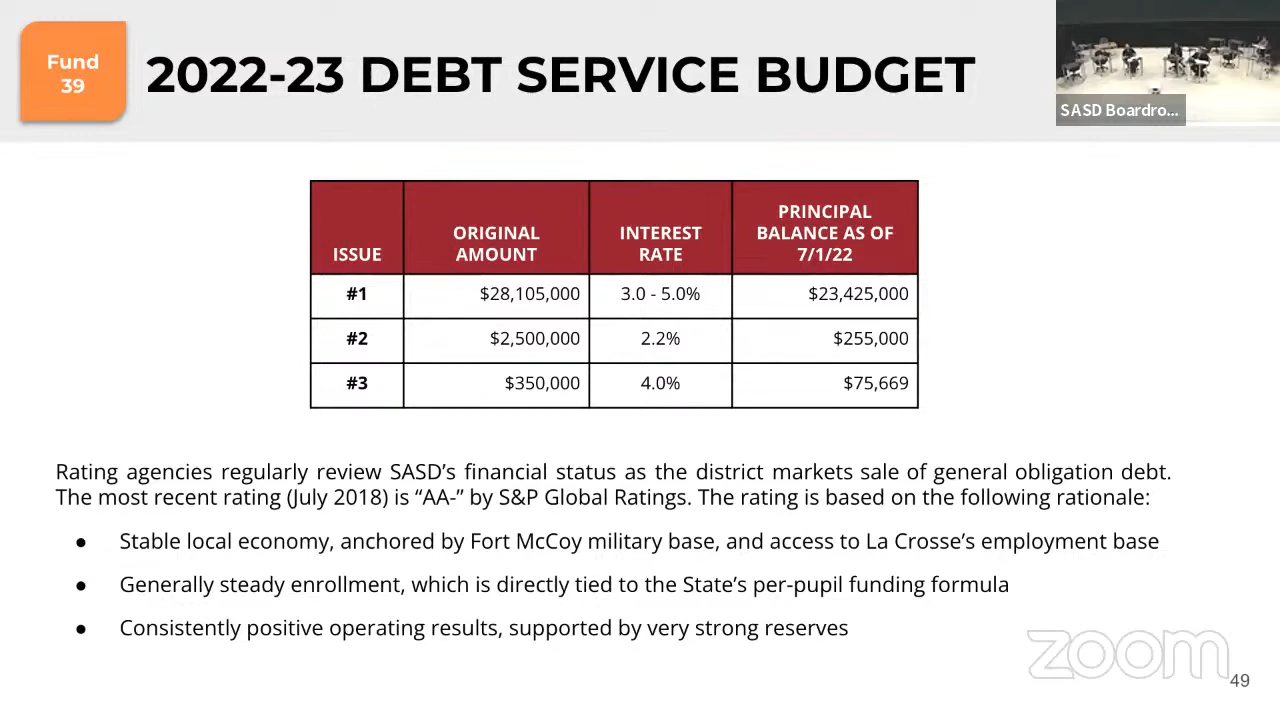 Fund
39
2022-23 DEBT SERVICE BUDGET
SASD Boardro...
ISSUE
ORIGINAL
AMOUNT
INTEREST
RATE
PRINCIPAL
BALANCE AS OF
7/1/22
#1
$28,105,000
3.0 - 5.0%
$23,425,000
#2
$2,500,000
2.2%
$255,000
#3
$350,000
4.0%
$75,669
Rating agencies regularly review SASD’s financial status as the district markets sale of general obligation debt.
The most recent rating (July 2018) is “AA-” by S&P Global Ratings. The rating is based on the following rationale:
● Stable local economy, anchored by Fort McCoy military base, and access to La Crosse’s employment base
● Generally steady enrollment, which is directly tied to the State’s per-pupil funding formula
● Consistently positive operating results, supported by very strong reserves
zoom
49